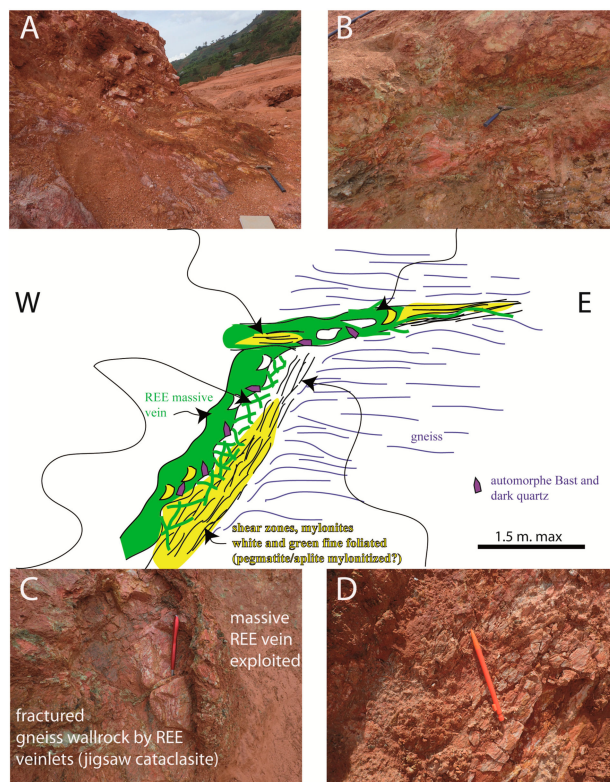 A
B
W
E
REE massive
vein
gneiss
automorphe Bast and
dark quartz
shear zones, mylonites
white and green fine foliated
(pegmatite/aplite mylonitized?)
1.5 m. max
C
massive
REE vein
exploited
fractured
gneiss wallrock by REE
veinlets (jigsaw cataclasite)
D